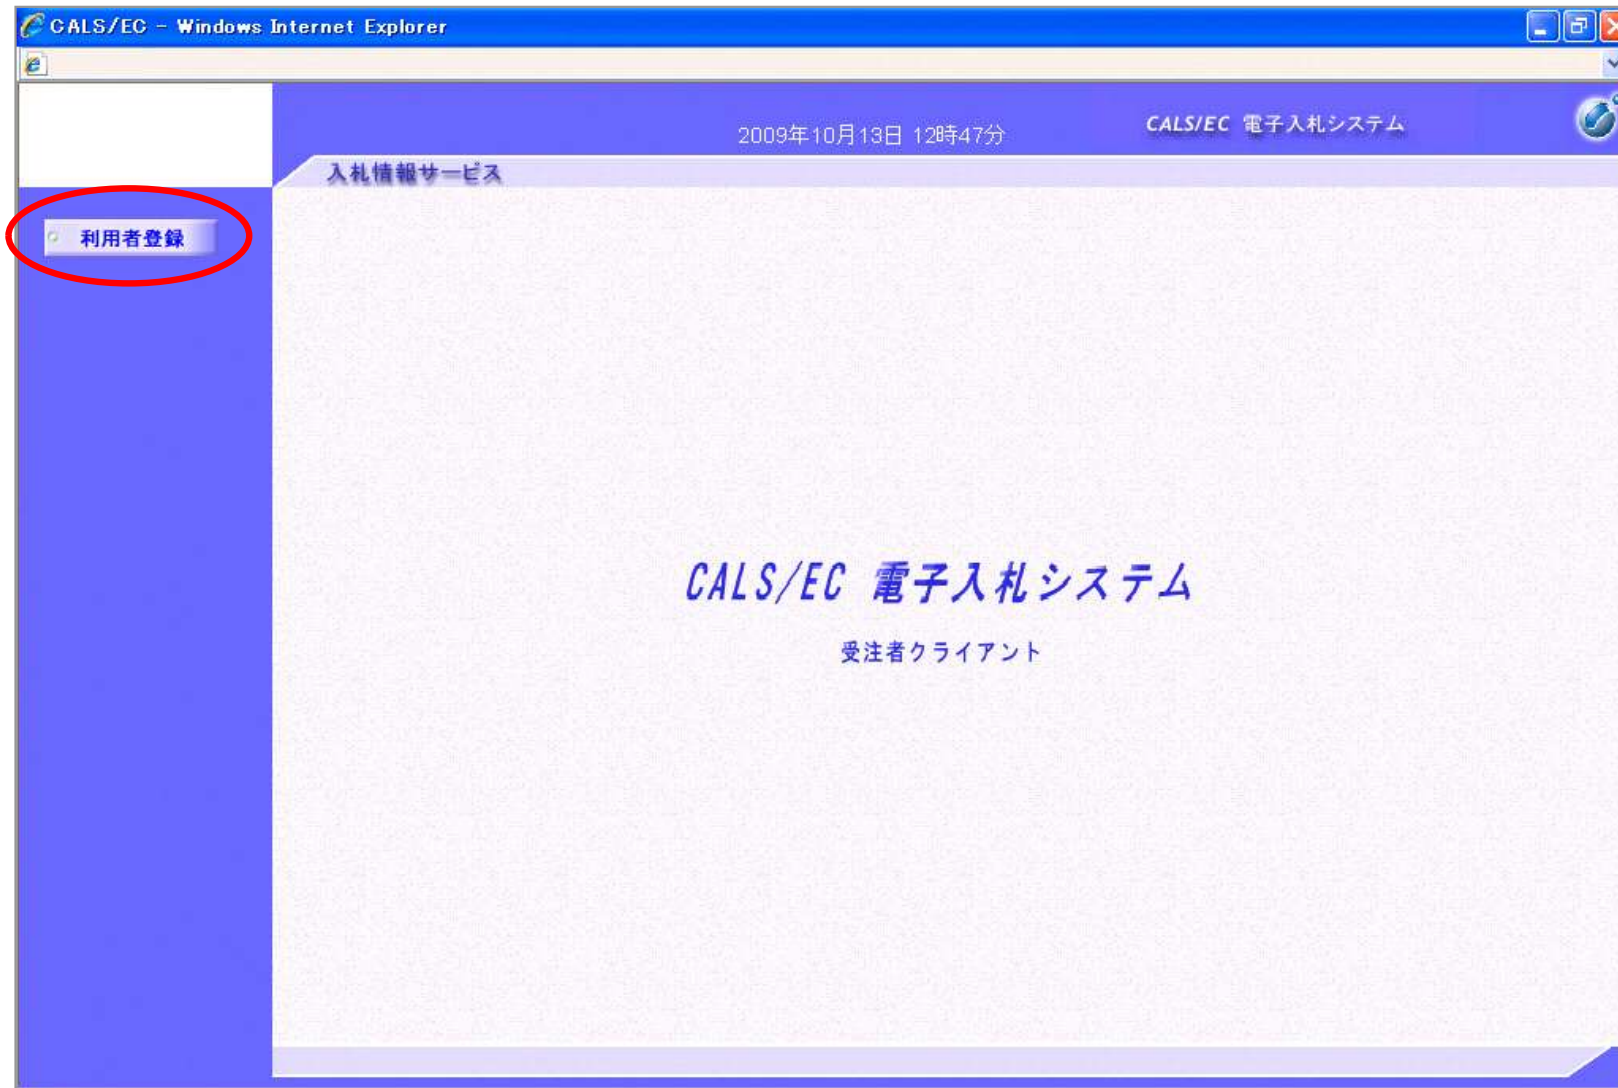 CALS/EC - Windows Internet Explorer
2009年10月13日 12時47分
CALS/EC 電子入札システム
入札情報サービス
利用者登録
CALS/EC 電子入札システム
受注者クライアント